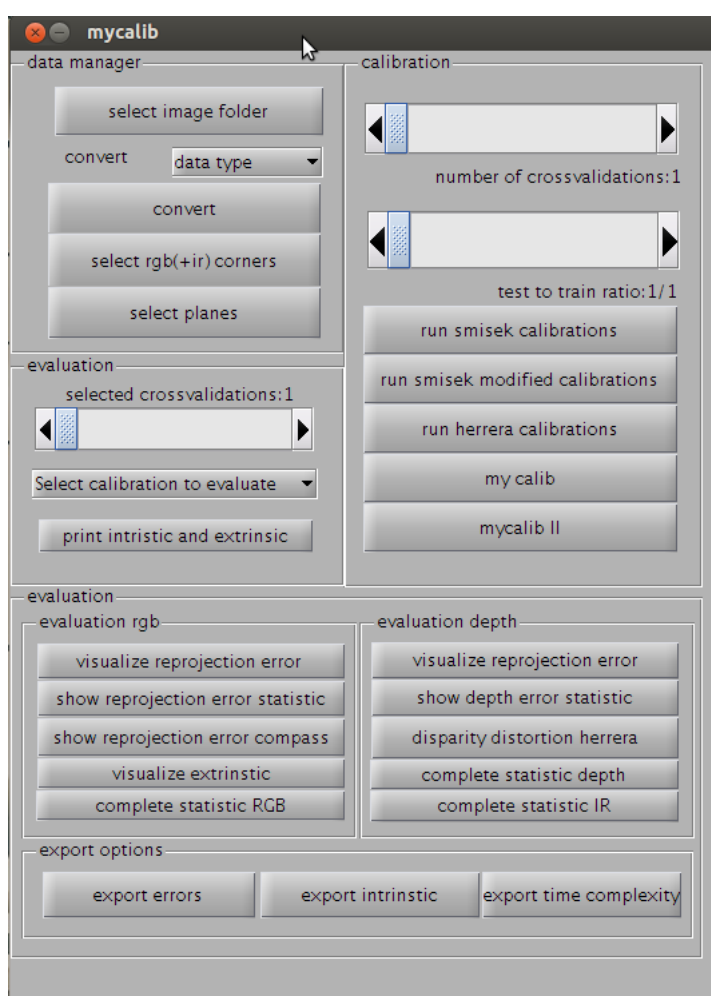 mycalib
data manager
select image folder
convert
data type
convert
select rgb(+ir) corners
select planes
calibration
number of crossvalidations:1
test to train ratio:1/1
run smisek calibrations
run smisek modified calibrations
run herrera calibrations
my calib
mycalib II
evaluation
selected crossvalidations:1
Select calibration to evaluate
print intristic and extrinsic
evaluation
evaluation rgb
visualize reprojection error
show reprojection error statistic
show reprojection error compass
visualize extrinstic
complete statistic RGB
evaluation depth
visualize reprojection error
show depth error statistic
disparity distortion herrera
complete statistic depth
complete statistic IR
export options
export errors
export intrinstic
export time complexity